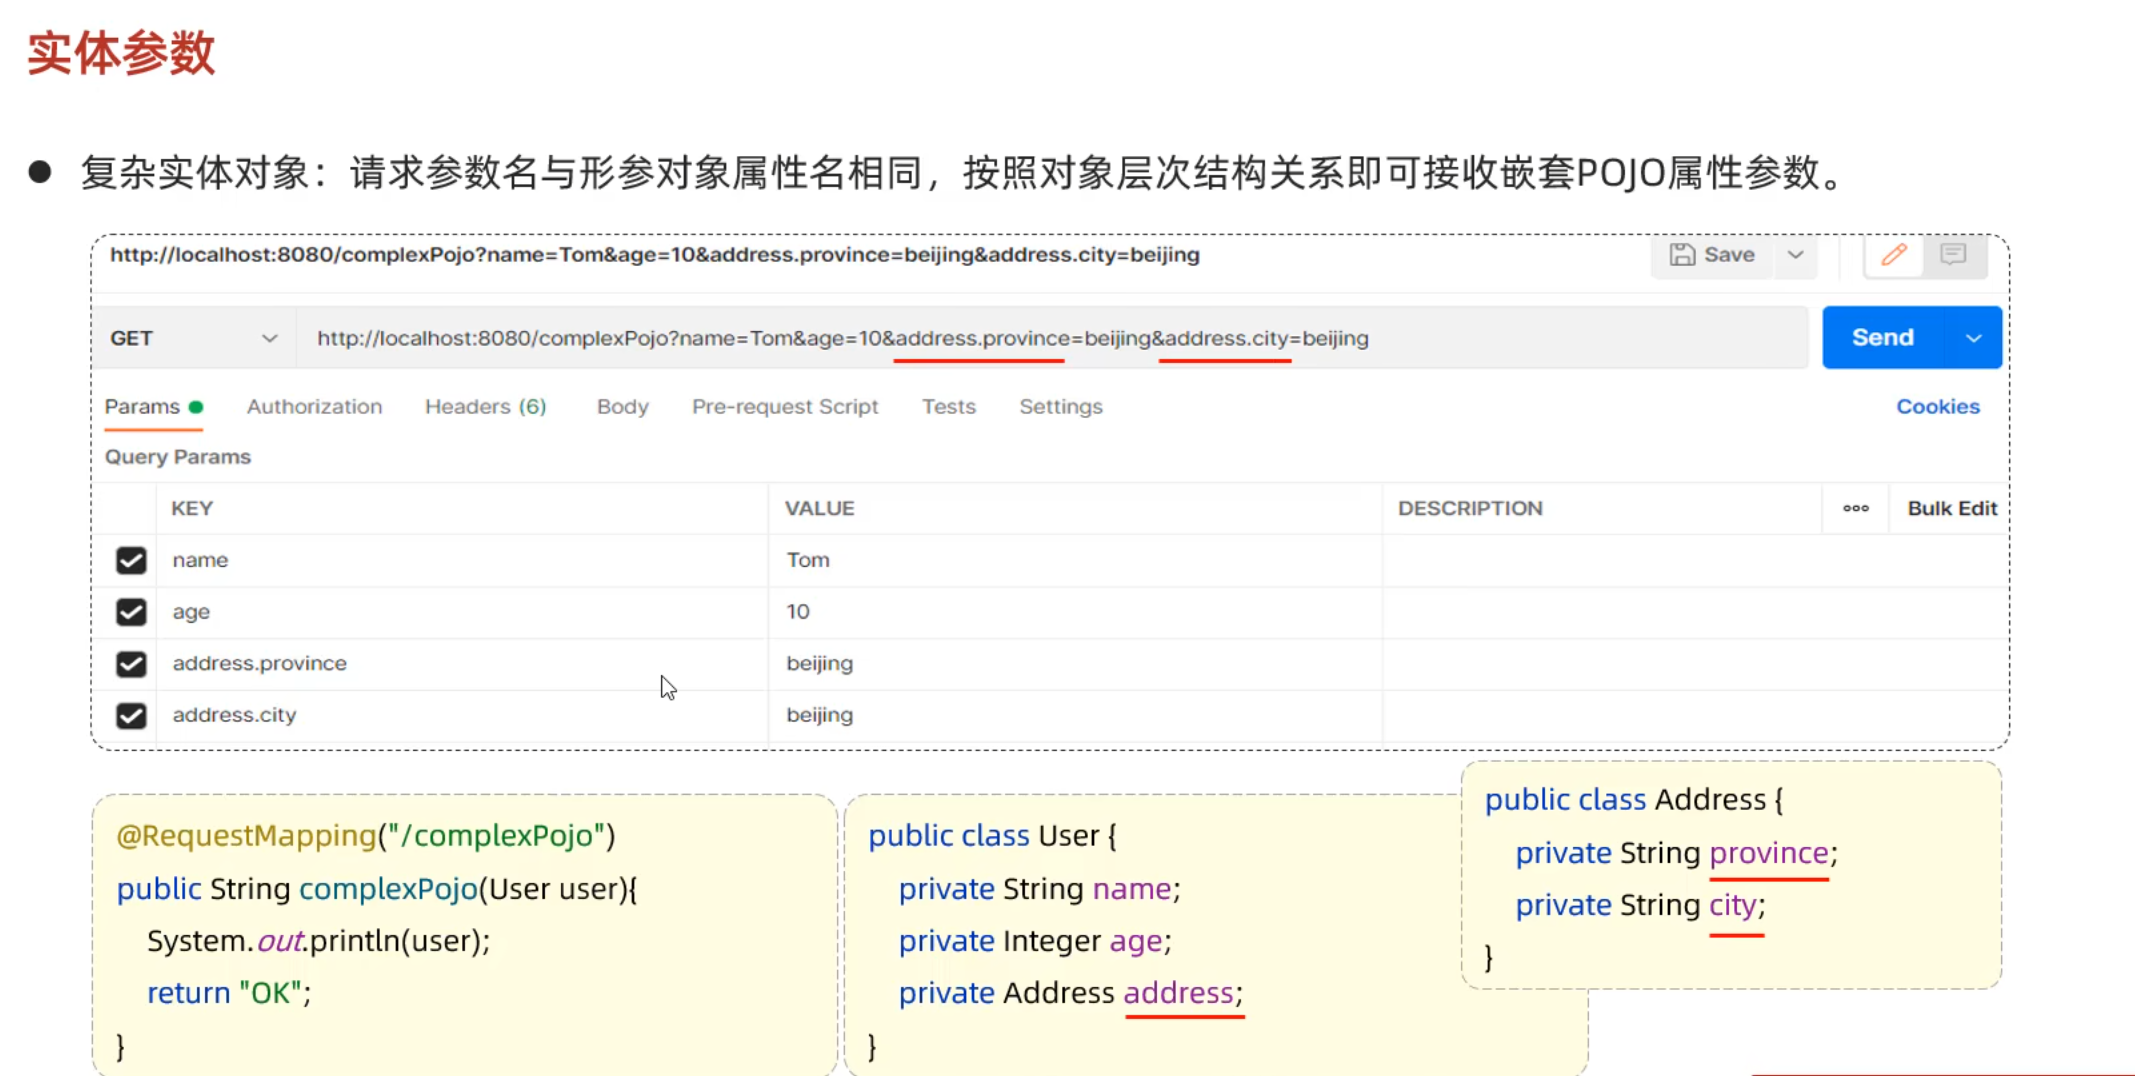 实体参数
● 复杂实体对象：请求参数名与形参对象属性名相同，按照对象层次结构关系即可接收嵌套POJO属性参数。
http://localhost:8080/complexPojo?name=Tom&age=10&address.province=beijing&address.city=beijing Save
GET http://localhost:8080/complexPojo?name=Tom&age=10&address.province=beijing&address.city=beijing Send
Params Authorization Headers (6) Body Pre-request Script Tests Settings Cookies
Query Params
KEY VALUE DESCRIPTION ooo Bulk Edit
name Tom
age 10
address.province beijing
address.city beijing
@RequestMapping("/complexPojo")
public String complexPojo(User user){
System.out.println(user);
return "OK";
}
public class User {
private String name;
private Integer age;
private Address address;
}
public class Address {
private String province;
private String city;
}